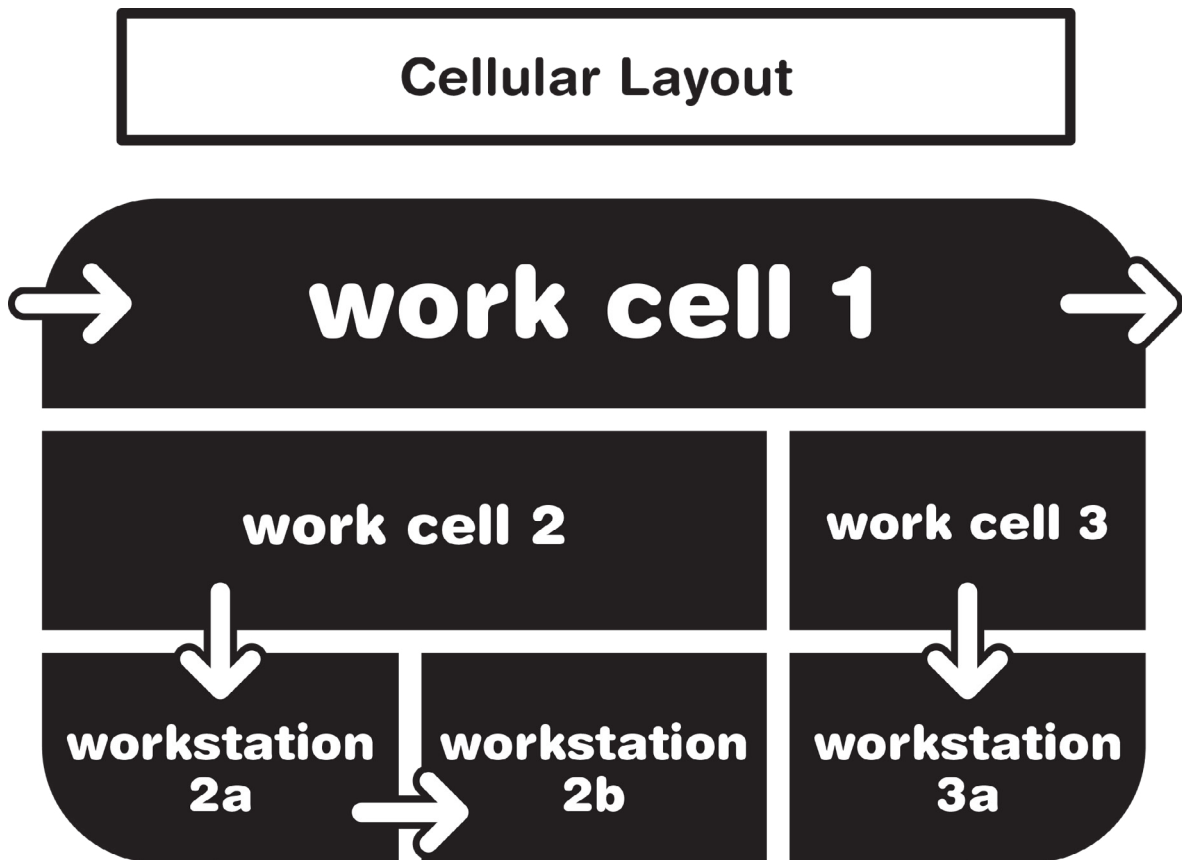 Cellular Layout
work cell 1
work cell 2
work cell 3
workstation
2a
workstation
2b
workstation
3a